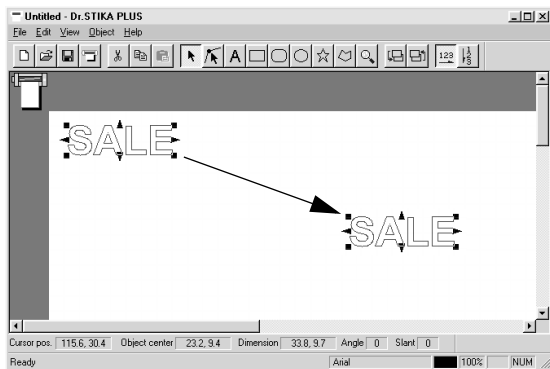 Untitled - Dr.STIKA PLUS
File Edit View Object Help
A 123 123
SALE
SALE
Cursor pos. 115.6, 30.4 Object center 23.2, 9.4 Dimension 33.8, 9.7 Angle 0 Slant 0
Ready Arial 100% NUM